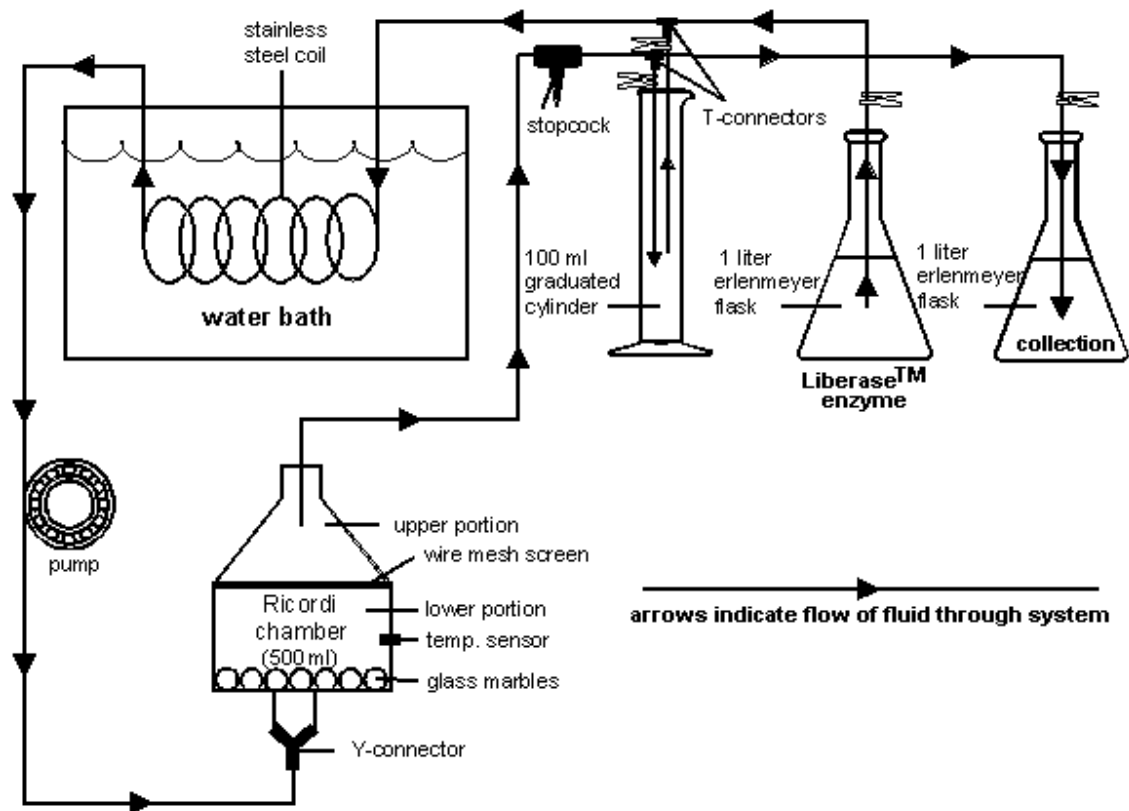 stainless
steel coil
stopcock
T-connectors
100 ml
graduated
cylinder
1 liter
erlenmeyer
flask
1 liter
erlenmeyer
flask
water bath
collection
Liberase™
enzyme
pump
upper portion
wire mesh screen
Ricordi
chamber
(500 ml)
lower portion
temp. sensor
glass marbles
Y-connector
arrows indicate flow of fluid through system